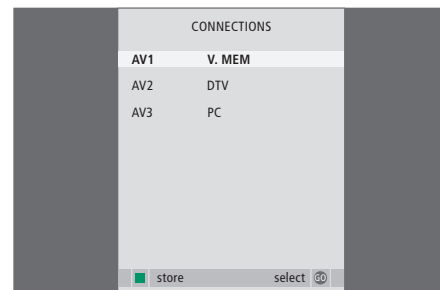 CONNECTIONS
AV1 V. MEM
AV2 DTV
AV3 PC
store select GO